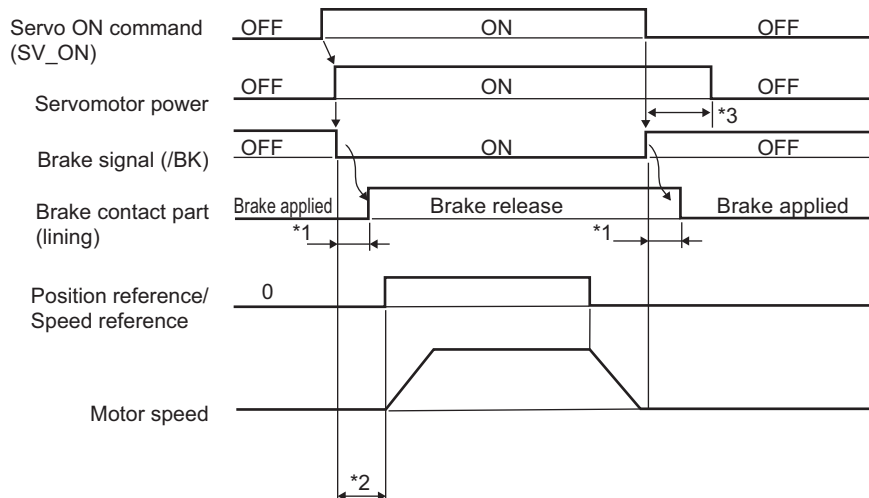 Servo ON command
(SV_ON)
OFF
ON
OFF
Servomotor power
OFF
ON
OFF
*3
Brake signal (/BK)
OFF
ON
OFF
Brake contact part
(lining)
Brake applied
Brake release
Brake applied
*1
*1
Position reference/
Speed reference
0
Motor speed
*2